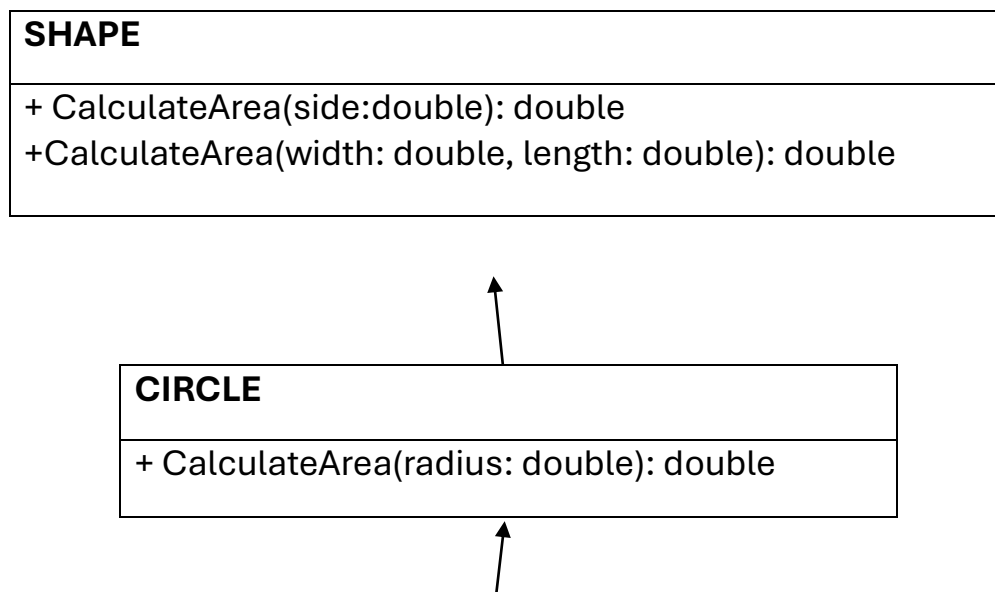 SHAPE
+ CalculateArea(side:double): double
+CalculateArea(width: double, length: double): double
CIRCLE
+ CalculateArea(radius: double): double